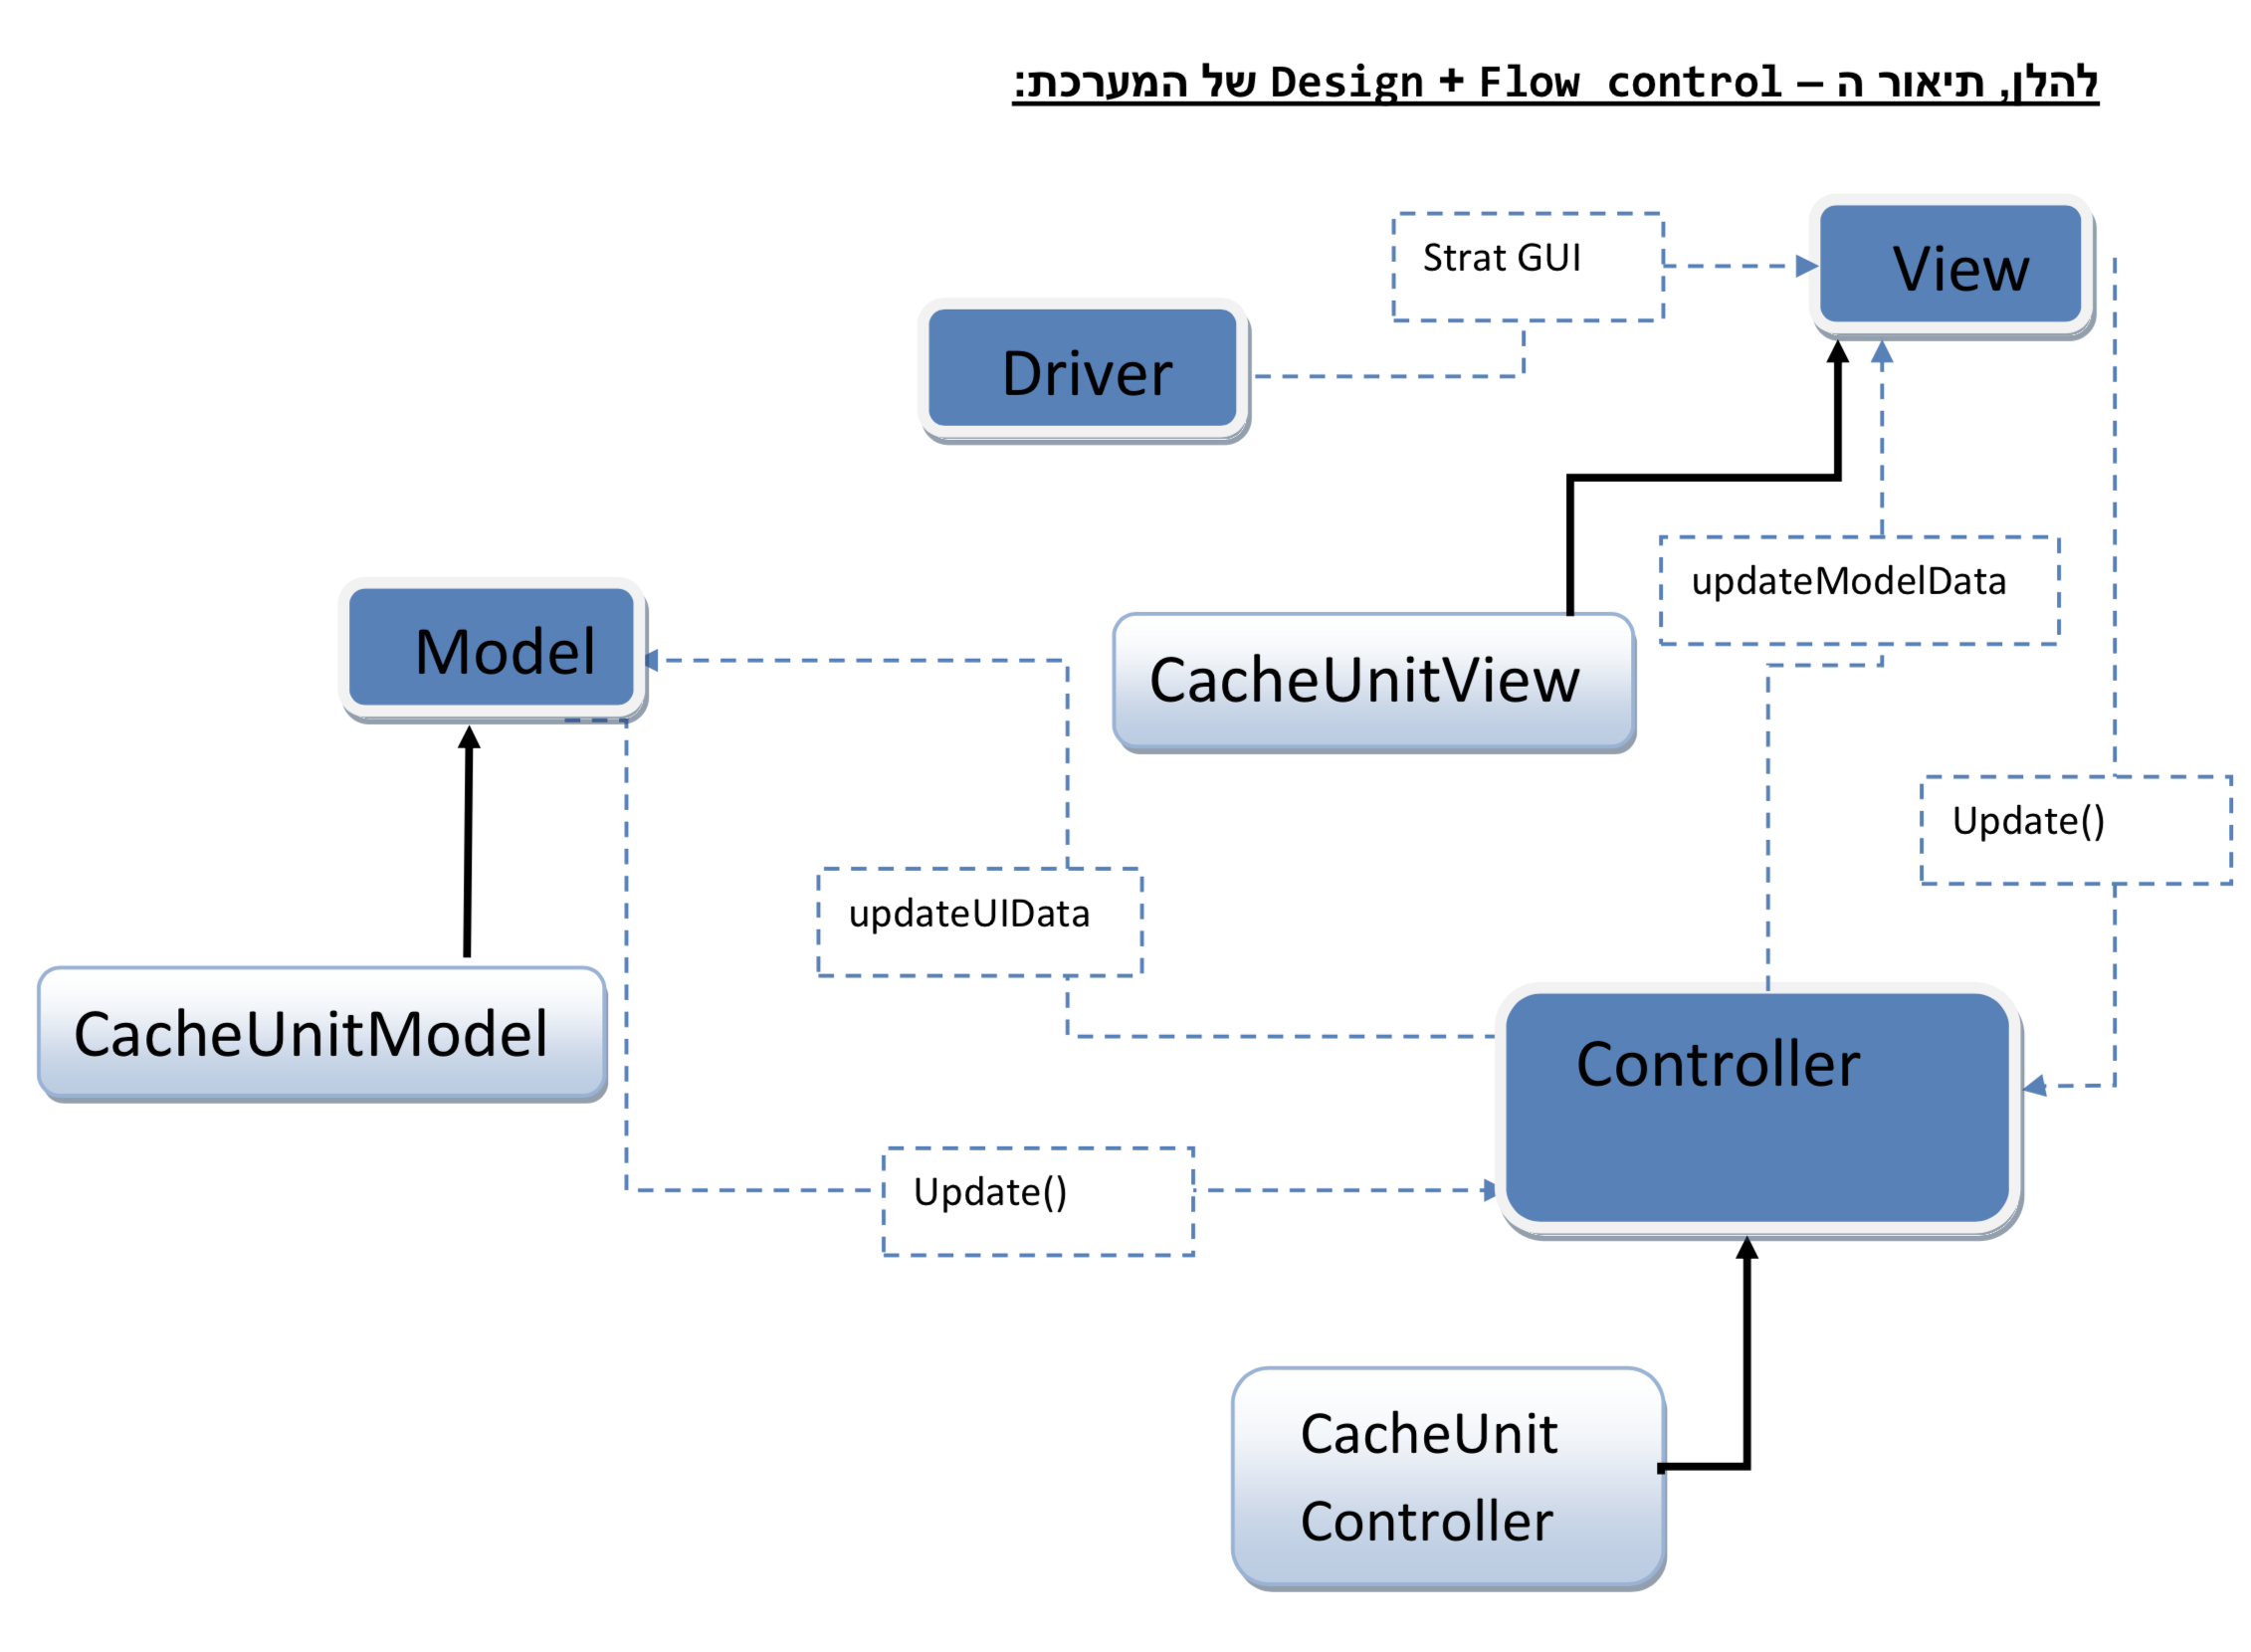 להלן, תיאור ה – Design + Flow control של המערכת:
Strat GUI
View
Driver
updateModelData
Model
CacheUnitView
Update()
updateUIData
CacheUnitModel
Controller
Update()
CacheUnit
Controller